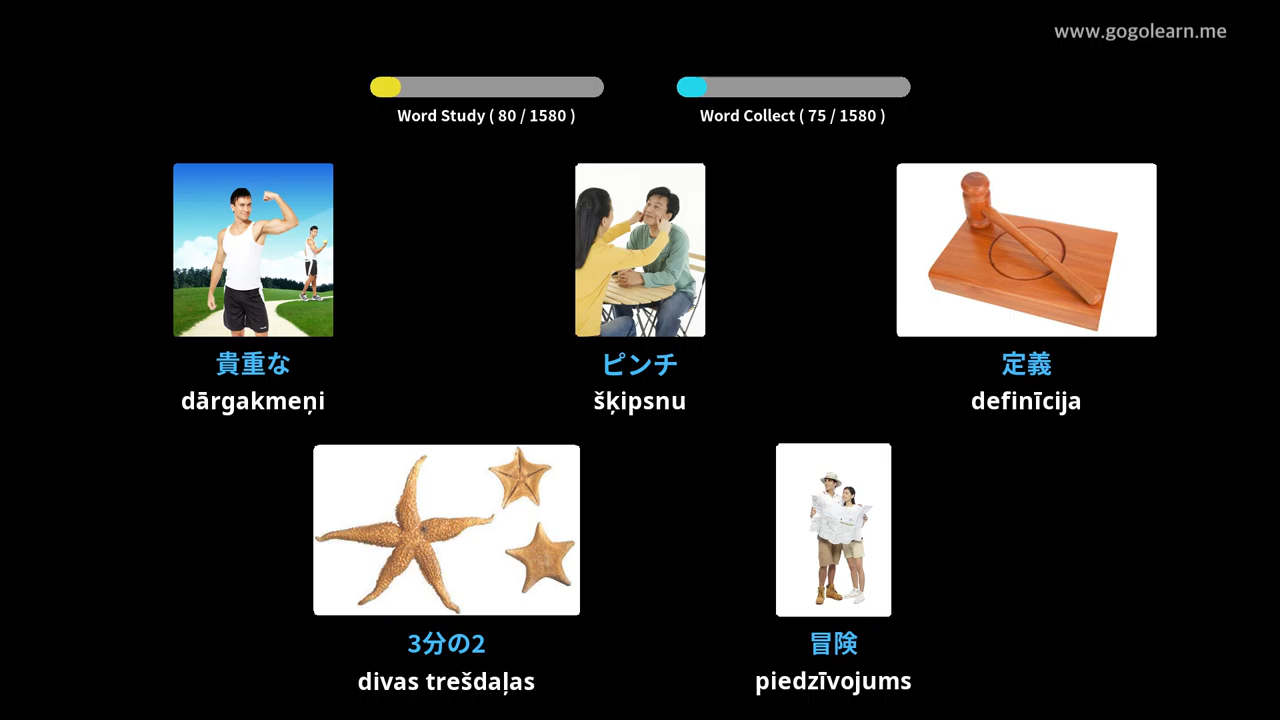 www.gogolearn.me
Word Study ( 80 / 1580 )
Word Collect ( 75 / 1580 )
貴重な
dārgakmeņi
ピンチ
šķipsnu
定義
definīcija
3分の2
divas trešdaļas
冒険
piedzīvojums